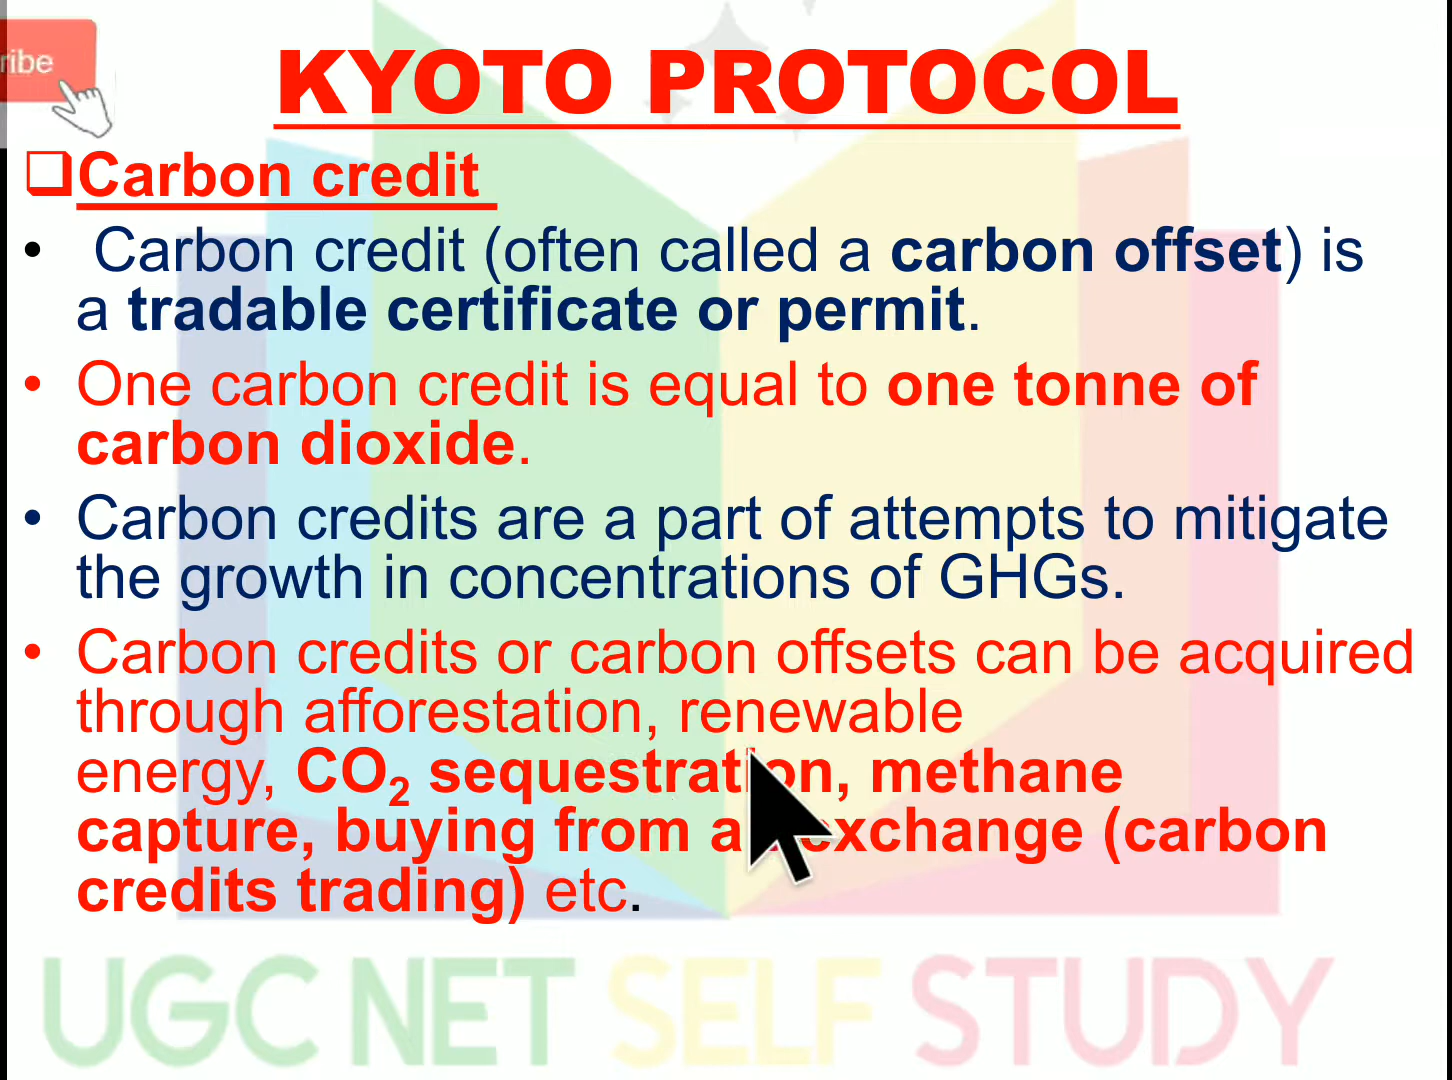 ribe
KYOTO PROTOCOL
❑Carbon credit
• Carbon credit (often called a carbon offset) is
a tradable certificate or permit.
• One carbon credit is equal to one tonne of
carbon dioxide.
• Carbon credits are a part of attempts to mitigate
the growth in concentrations of GHGs.
• Carbon credits or carbon offsets can be acquired
through afforestation, renewable
energy, CO₂ sequestration, methane
capture, buying from a exchange (carbon
credits trading) etc.
UGC NET SELF STUDY